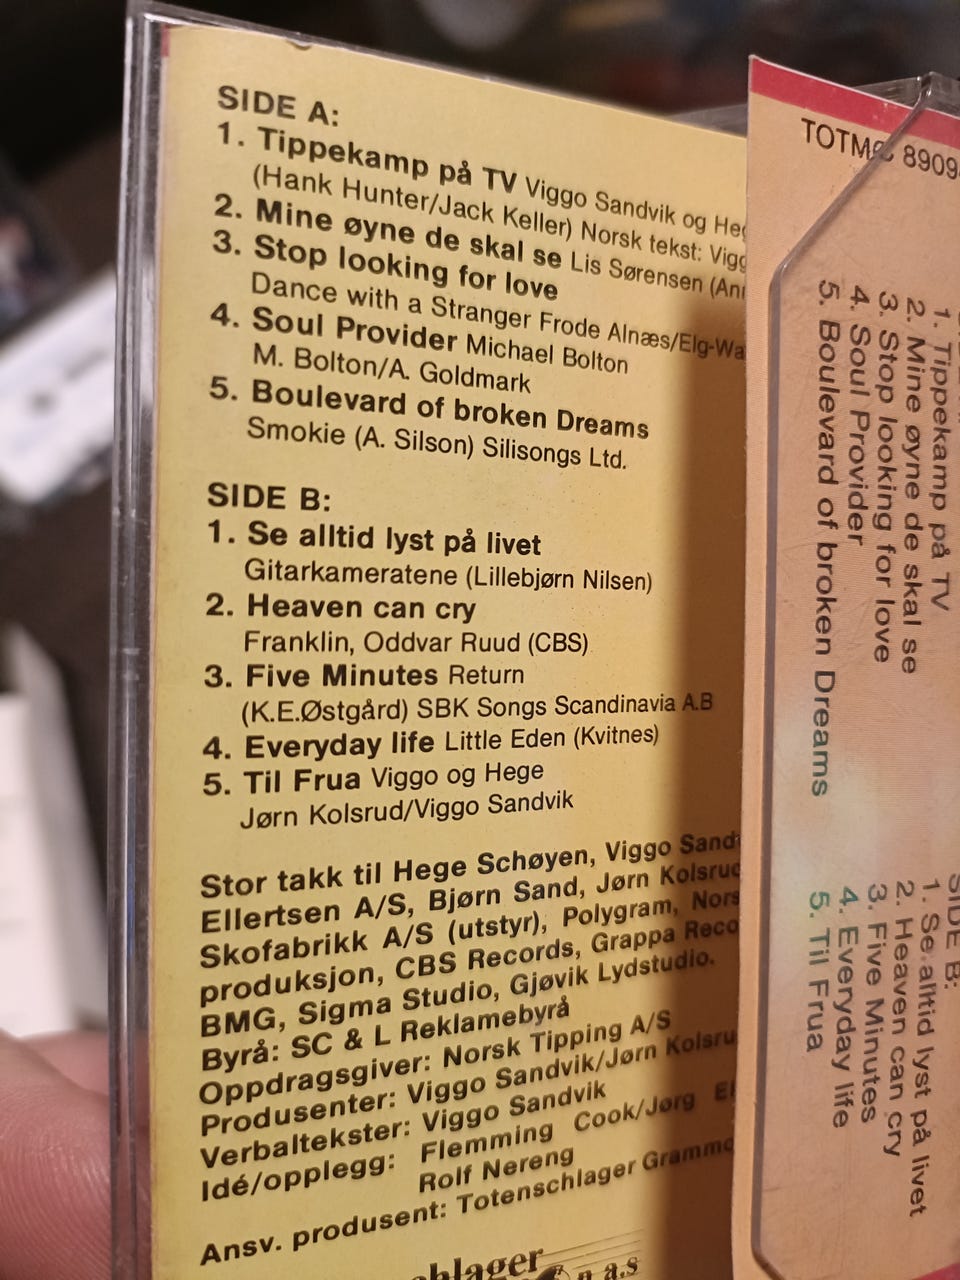 SIDE A:
1. Tippekamp på TV Viggo Sandvik og
(Hank Hunter/Jack Keller) Norsk tekst:
2. Mine øyne de skal se Lis Sørensen
3. Stop looking for love
Dance with a Stranger Frode Alnæs/
4. Soul Provider Michael Bolton
M. Bolton/A. Goldmark
5. Boulevard of broken Dreams
Smokie (A. Silson) Silisongs Ltd.
SIDE B:
1. Se alltid lyst på livet
Gitarkameratene (Lillebjørn Nilsen)
2. Heaven can cry
Franklin, Oddvar Ruud (CBS)
3. Five Minutes Return
(K.E.Østgård) SBK Songs Scandinavia A.B
4. Everyday life Little Eden (Kvitnes)
5. Til Frua Viggo og Hege
Jørn Kolsrud/Viggo Sandvik
Stor takk til Hege Schøyen, Viggo
Ellertsen A/S, Bjørn Sand, Jørn
Skofabrikk A/S (utstyr), Polygram,
produksjon, CBS Records, Grappa
BMG, Sigma Studio, Gjøvik Lydstudio.
Byrå: SC & L Reklamebyrå
Oppdragsgiver: Norsk Tipping A/S
Produsenter: Viggo Sandvik/Jørn
Verbaltekster: Viggo Sandvik
Idé/opplegg: Flemming Cook/Jørg
Rolf Nereng
Ansv. produsent: Totenschlager
a.s
TOTMC 8909
1. Tippekamp på TV
2. Mine øyne de skal se
3. Stop looking for love
4. Soul Provider
5. Boulevard of broken Dreams
SIDE B:
1. Se alltid lyst på livet
2. Heaven can cry
3. Five Minutes
4. Everyday life
5. Til Frua